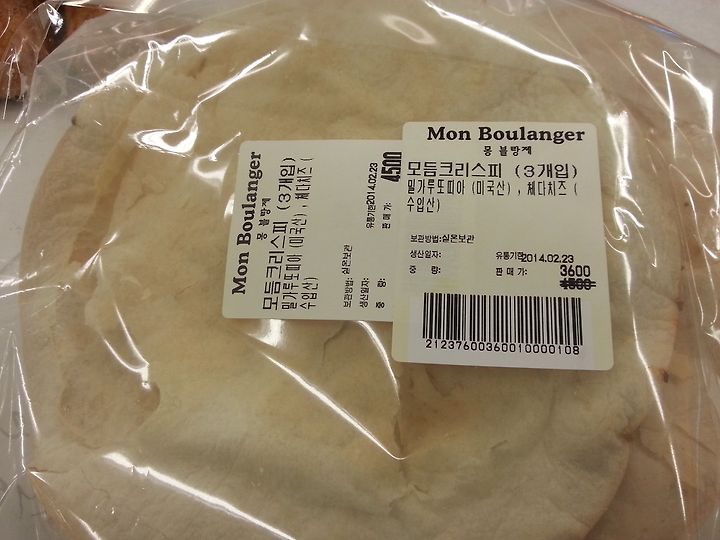 Mon Boulanger
몽 블랑제
모듬크리스피 (3개입)
밀가루또띠아 (미국산) , 체다치즈 (
수입산)
보관방법: 실온보관
생산일자:
중 량:
유통기한2014.02.23
판 매 가:
4500
Mon Boulanger
몽 블랑제
모듬크리스피 (3개입)
밀가루또띠아 (미국산) , 체다치즈 (
수입산)
보관방법: 실온보관
생산일자: 유통기한2014.02.23
중 량: 판 매 가: 3600
4500
21237600360010000108